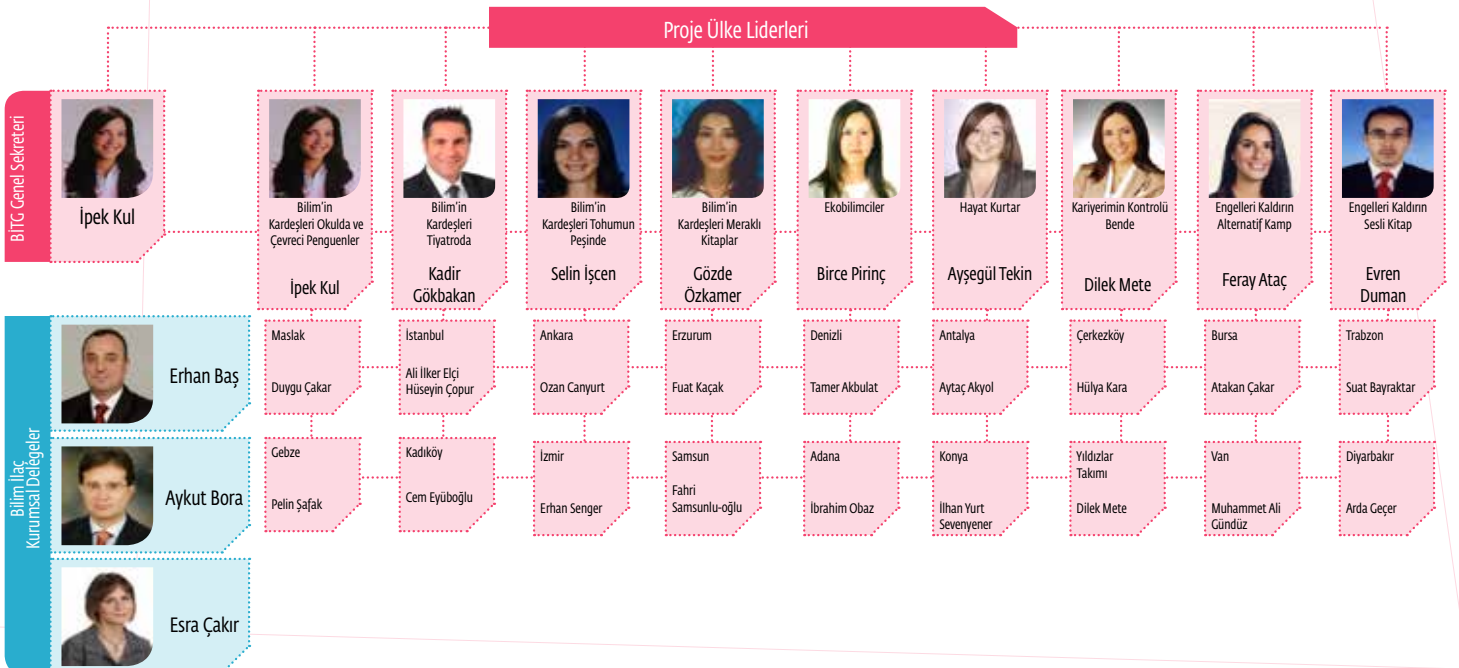 Proje Ülke Liderleri
BİTG Genel Sekreteri
İpek Kul
Bilim'in
Kardeşleri Okulda ve
Çevreci Penguenler
İpek Kul
Bilim'in
Kardeşleri
Tiyatroda
Kadir
Gökbakan
Bilim'in
Kardeşleri Tohumun
Peşinde
Selin İşcen
Bilim'in
Kardeşleri Meraklı
Kitaplar
Gözde
Özkamer
Ekobilimciler
Birce Pirinç
Hayat Kurtar
Ayşegül Tekin
Kariyerimin Kontrolü
Bende
Dilek Mete
Engelleri Kaldırın
Alternatif Kamp
Feray Ataç
Engelleri Kaldırın
Sesli Kitap
Evren
Duman
Bilim İlaç
Kurumsal Delegeler
Erhan Baş
Aykut Bora
Esra Çakır
Maslak
Duygu Çakar
İstanbul
Ali İlker Elçi
Hüseyin Çopur
Ankara
Ozan Canyurt
Erzurum
Fuat Kaçak
Denizli
Tamer Akbulat
Antalya
Aytaç Akyol
Çerkezköy
Hülya Kara
Bursa
Atakan Çakar
Trabzon
Suat Bayraktar
Gebze
Pelin Şafak
Kadıköy
Cem Eyüboğlu
İzmir
Erhan Senger
Samsun
Fahri
Samsunlu-oğlu
Adana
İbrahim Obaz
Konya
İlhan Yurt
Sevenyener
Yıldızlar
Takımı
Dilek Mete
Van
Muhammet Ali
Gündüz
Diyarbakır
Arda Geçer